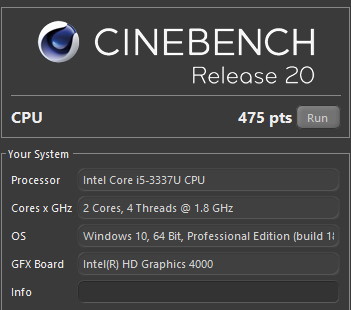 CINEBENCH
Release 20
CPU 475 pts Run
Your System
Processor Intel Core i5-3337U CPU
Cores x GHz 2 Cores, 4 Threads @ 1.8 GHz
OS Windows 10, 64 Bit, Professional Edition (build 18
GFX Board Intel(R) HD Graphics 4000
Info